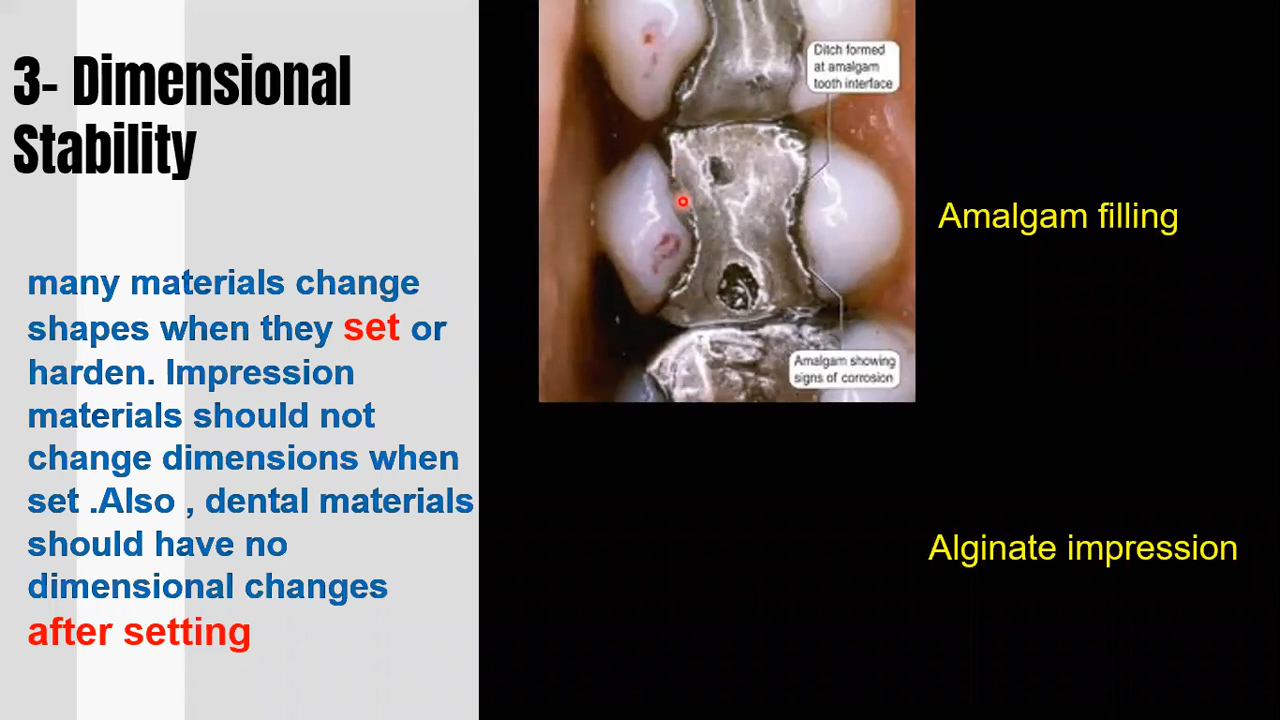 3- Dimensional
Stability
many materials change
shapes when they set or
harden. Impression
materials should not
change dimensions when
set .Also , dental materials
should have no
dimensional changes
after setting
Ditch formed
at amalgam
tooth interface
Amalgam showing
signs of corrosion
Amalgam filling
Alginate impression